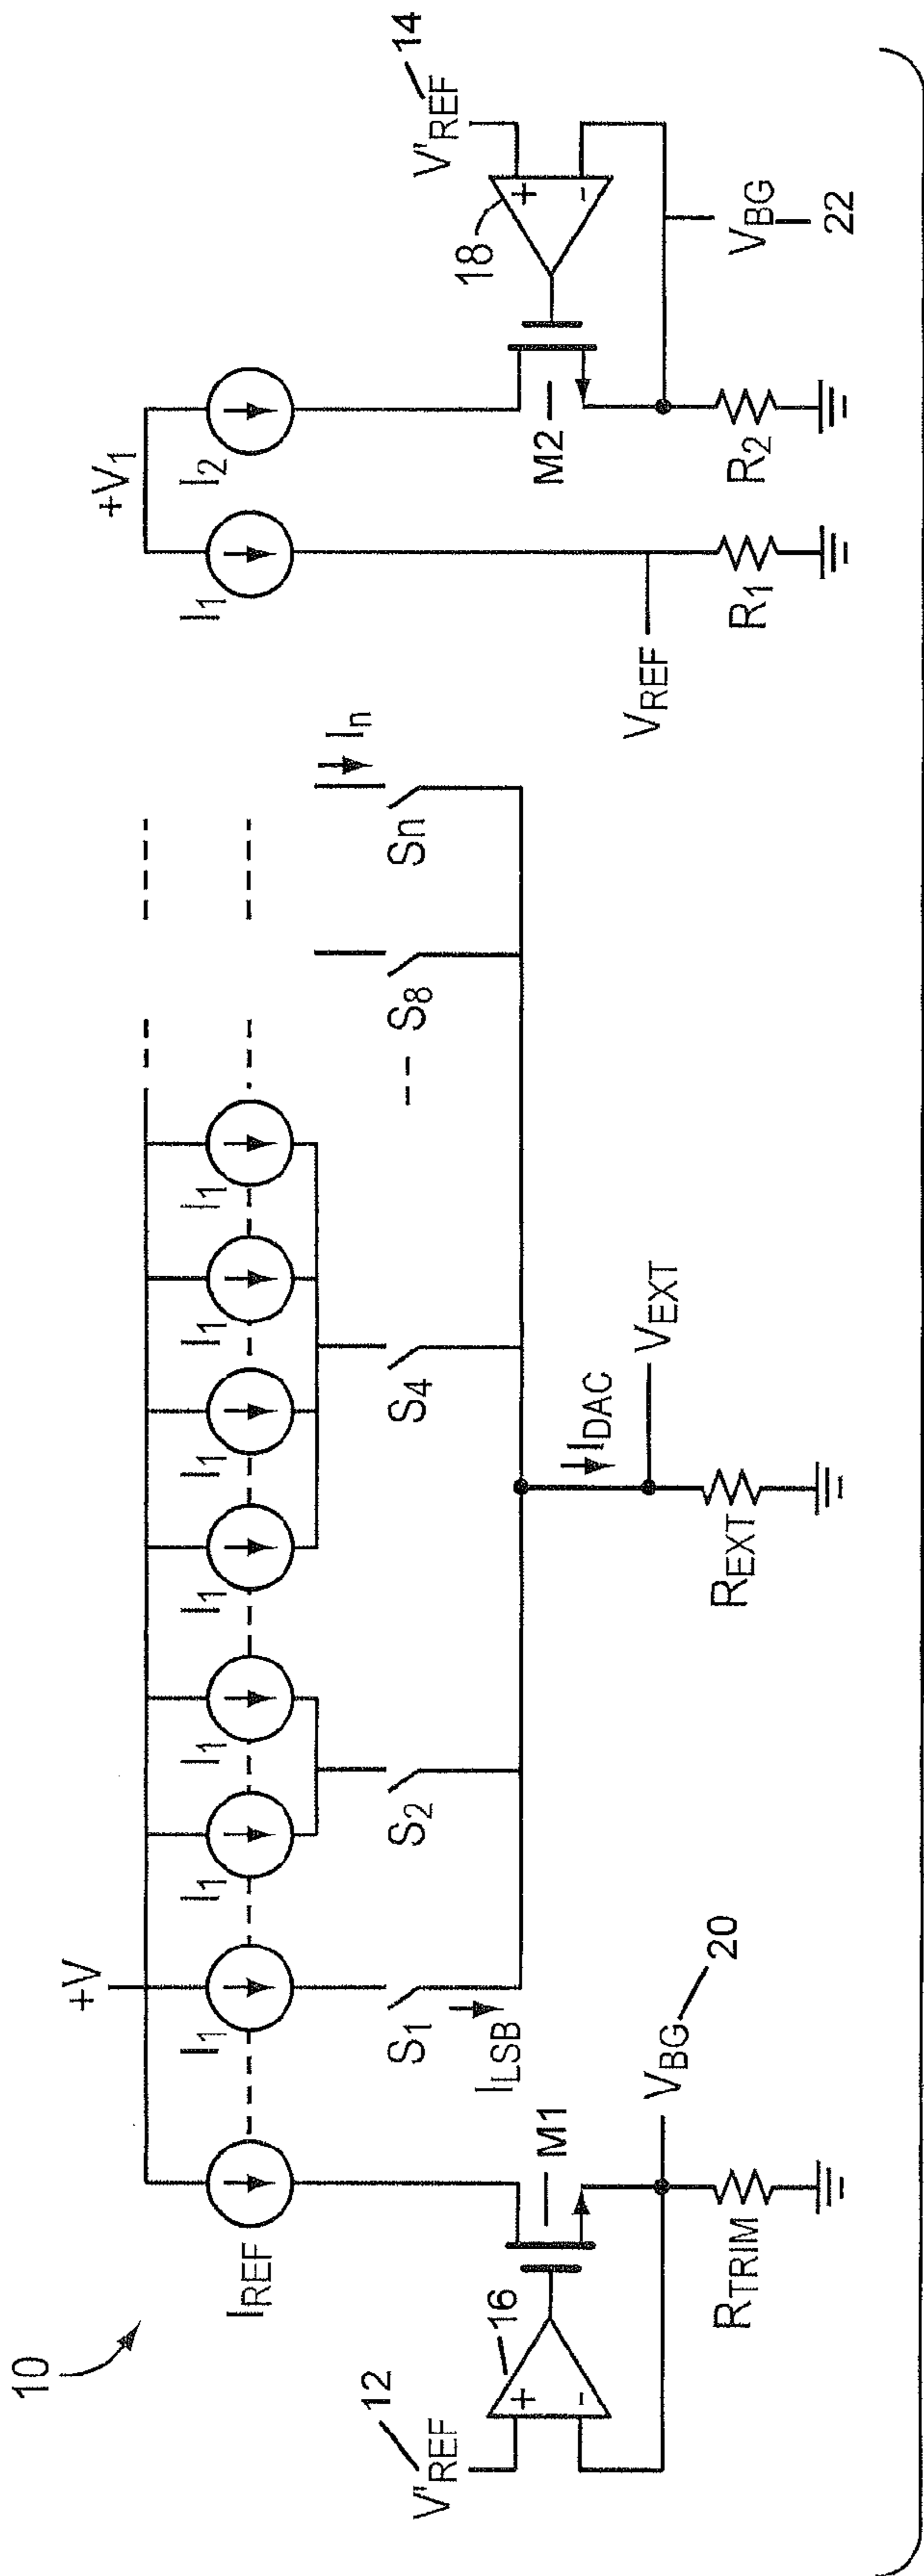 10
+V
+V1
IREF
I1
I1
I1
I1
I1
I1
I1
I1
I2
In
S1
S2
S4
-- S8
Sn
ILSB
12
V'REF
16
+
-
M1
VBG
20
RTRIM
IDAC
VEXT
REXT
VREF
R1
M2
18
+
-
V'REF
14
VBG
22
R2